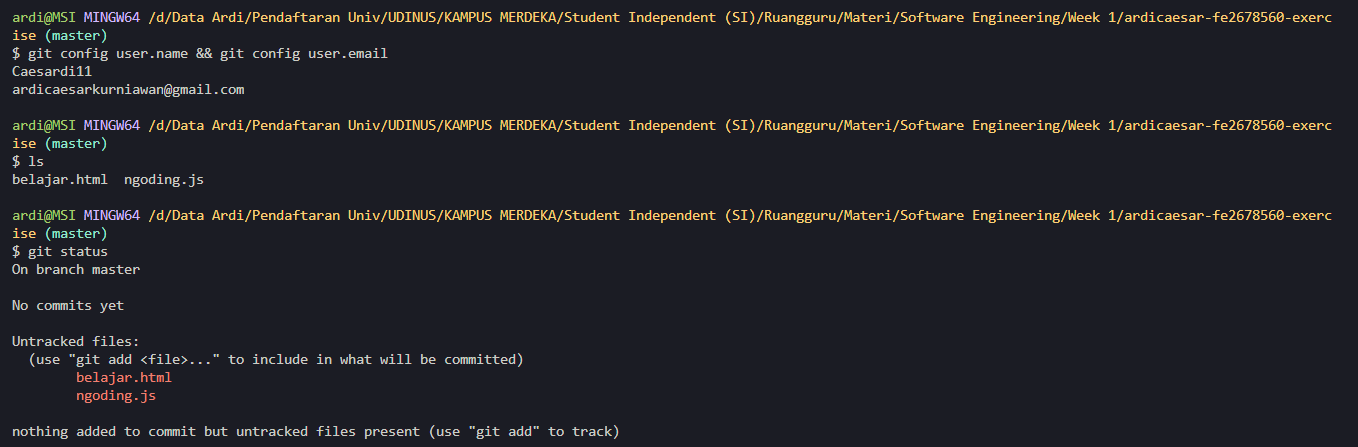 ardi@MSI MINGW64 /d/Data Ardi/Pendaftaran Univ/UDINUS/KAMPUS MERDEKA/Student Independent (SI)/Ruangguru/Materi/Software Engineering/Week 1/ardicaesar-fe2678560-exerc
ise (master)
$ git config user.name && git config user.email
Caesardi11
ardicaesarkurniawan@gmail.com
ardi@MSI MINGW64 /d/Data Ardi/Pendaftaran Univ/UDINUS/KAMPUS MERDEKA/Student Independent (SI)/Ruangguru/Materi/Software Engineering/Week 1/ardicaesar-fe2678560-exerc
ise (master)
$ ls
belajar.html  ngoding.js
ardi@MSI MINGW64 /d/Data Ardi/Pendaftaran Univ/UDINUS/KAMPUS MERDEKA/Student Independent (SI)/Ruangguru/Materi/Software Engineering/Week 1/ardicaesar-fe2678560-exerc
ise (master)
$ git status
On branch master
No commits yet
Untracked files:
  (use "git add <file>..." to include in what will be committed)
        belajar.html
        ngoding.js
nothing added to commit but untracked files present (use "git add" to track)